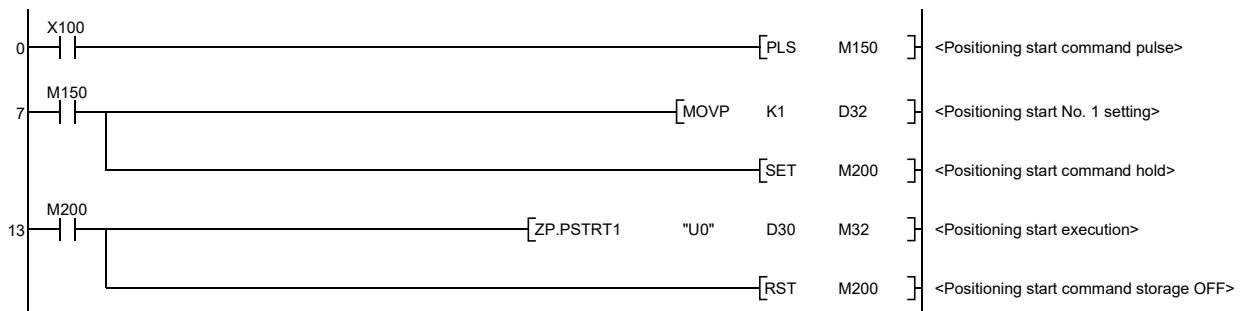 X100
0 PLS M150 <Positioning start command pulse>
M150
7 MOVP K1 D32 <Positioning start No. 1 setting>
SET M200 <Positioning start command hold>
M200
13 ZP.PSTRT1 "U0" D30 M32 <Positioning start execution>
RST M200 <Positioning start command storage OFF>